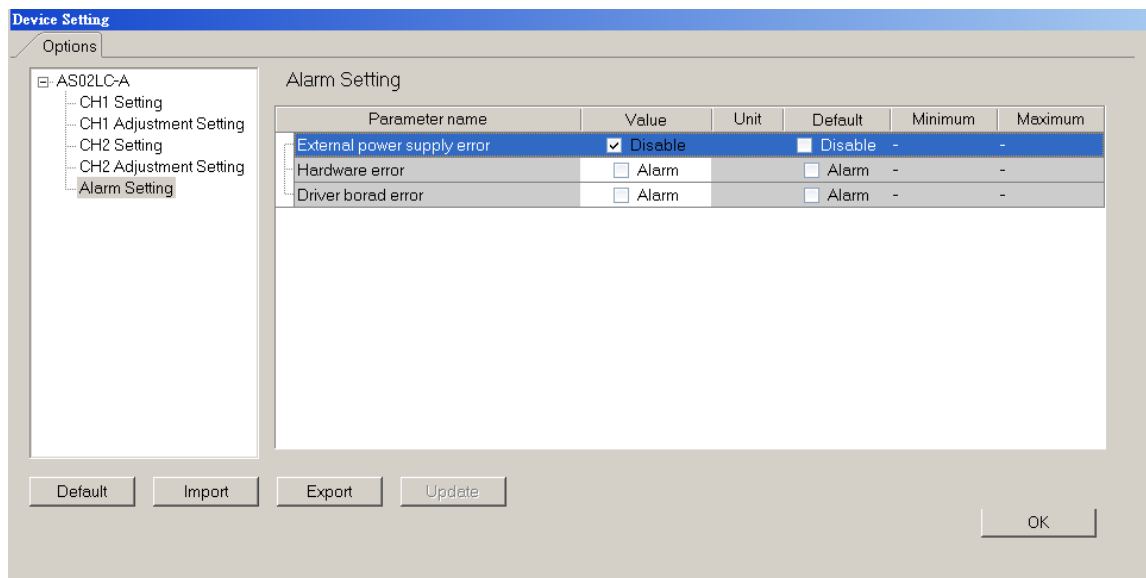 Device Setting
Options
AS02LC-A
CH1 Setting
CH1 Adjustment Setting
CH2 Setting
CH2 Adjustment Setting
Alarm Setting
Alarm Setting
Parameter name Value Unit Default Minimum Maximum
External power supply error Disable Disable - -
Hardware error Alarm Alarm - -
Driver borad error Alarm Alarm - -
Default Import Export Update
OK